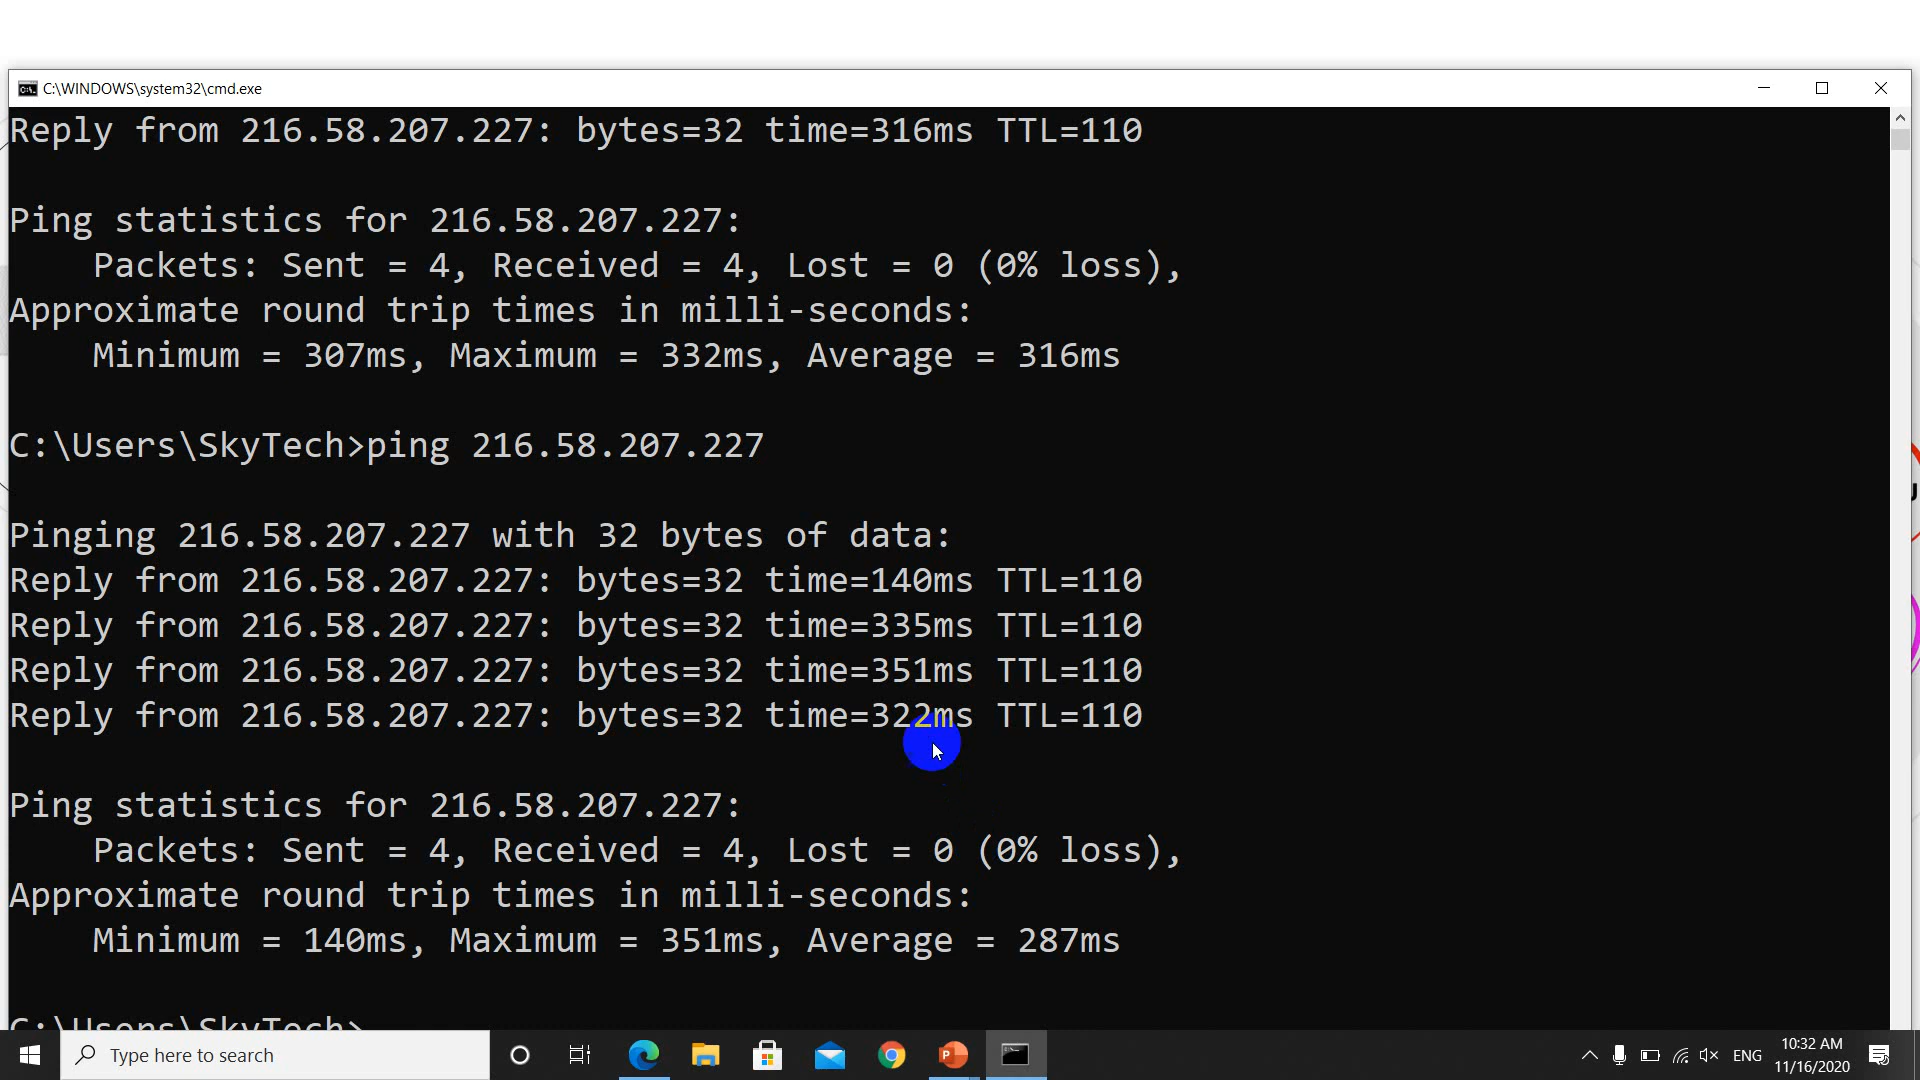 C:\WINDOWS\system32\cmd.exe
Reply from 216.58.207.227: bytes=32 time=316ms TTL=110
Ping statistics for 216.58.207.227:
    Packets: Sent = 4, Received = 4, Lost = 0 (0% loss),
Approximate round trip times in milli-seconds:
    Minimum = 307ms, Maximum = 332ms, Average = 316ms
C:\Users\SkyTech>ping 216.58.207.227
Pinging 216.58.207.227 with 32 bytes of data:
Reply from 216.58.207.227: bytes=32 time=140ms TTL=110
Reply from 216.58.207.227: bytes=32 time=335ms TTL=110
Reply from 216.58.207.227: bytes=32 time=351ms TTL=110
Reply from 216.58.207.227: bytes=32 time=322ms TTL=110
Ping statistics for 216.58.207.227:
    Packets: Sent = 4, Received = 4, Lost = 0 (0% loss),
Approximate round trip times in milli-seconds:
    Minimum = 140ms, Maximum = 351ms, Average = 287ms
C:\Users\SkyTech>
Type here to search
ENG
10:32 AM
11/16/2020